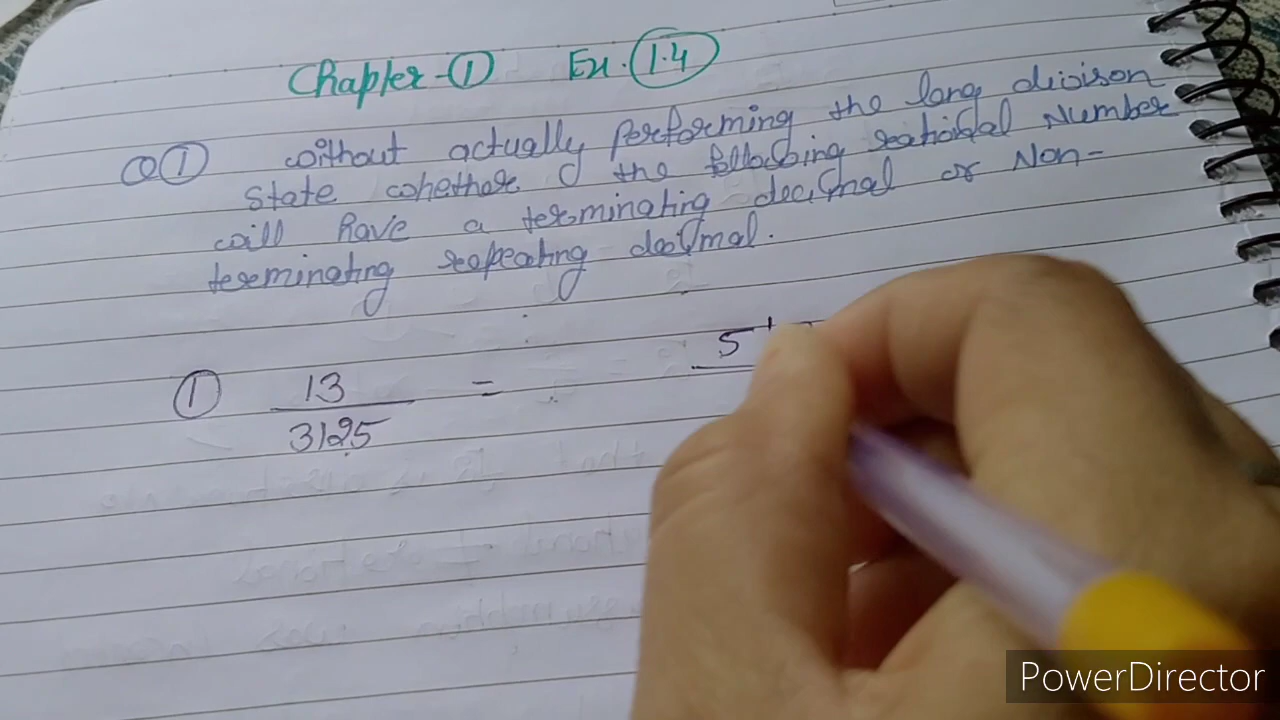 Chapter-① Ex. 1.4
Q① without actually performing the long divison
state whether the following rational Number
will have a terminating decimal or Non-
terminating repeating decimal.
① 13 =
3125
5
PowerDirector